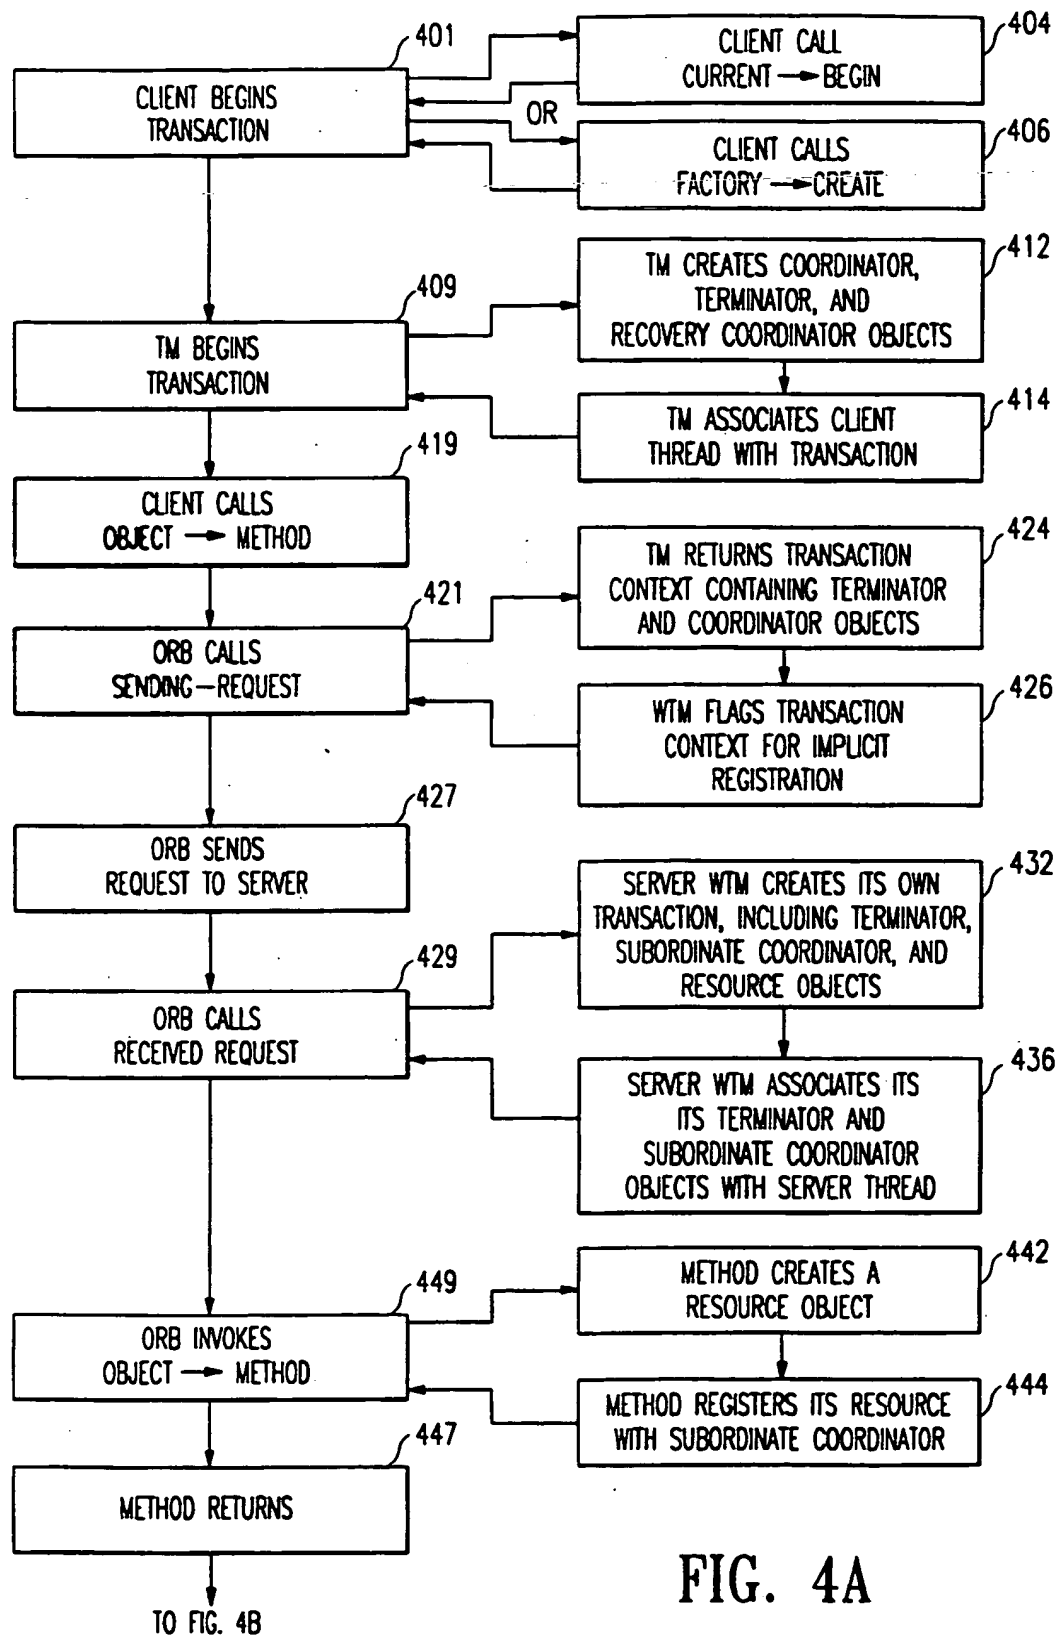 401
CLIENT BEGINS
TRANSACTION
404
CLIENT CALL
CURRENT → BEGIN
OR
406
CLIENT CALLS
FACTORY → CREATE
409
TM BEGINS
TRANSACTION
412
TM CREATES COORDINATOR,
TERMINATOR, AND
RECOVERY COORDINATOR OBJECTS
414
TM ASSOCIATES CLIENT
THREAD WITH TRANSACTION
419
CLIENT CALLS
OBJECT → METHOD
421
ORB CALLS
SENDING-REQUEST
424
TM RETURNS TRANSACTION
CONTEXT CONTAINING TERMINATOR
AND COORDINATOR OBJECTS
426
WTM FLAGS TRANSACTION
CONTEXT FOR IMPLICIT
REGISTRATION
427
ORB SENDS
REQUEST TO SERVER
429
ORB CALLS
RECEIVED REQUEST
432
SERVER WTM CREATES ITS OWN
TRANSACTION, INCLUDING TERMINATOR,
SUBORDINATE COORDINATOR, AND
RESOURCE OBJECTS
436
SERVER WTM ASSOCIATES ITS
ITS TERMINATOR AND
SUBORDINATE COORDINATOR
OBJECTS WITH SERVER THREAD
449
ORB INVOKES
OBJECT → METHOD
442
METHOD CREATES A
RESOURCE OBJECT
444
METHOD REGISTERS ITS RESOURCE
WITH SUBORDINATE COORDINATOR
447
METHOD RETURNS
TO FIG. 4B
FIG. 4A